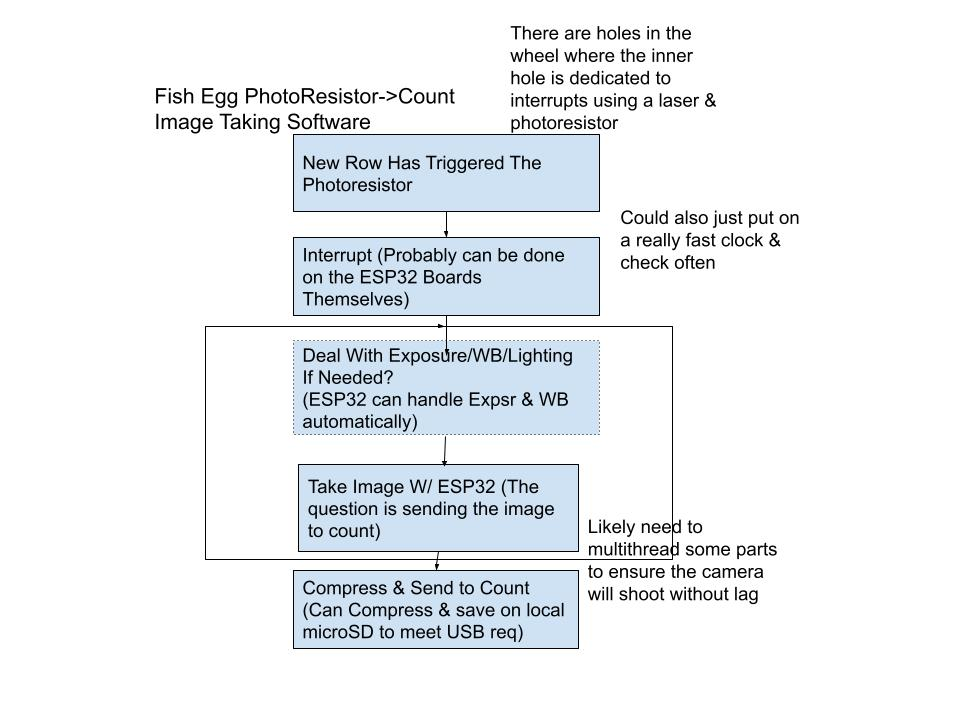 There are holes in the
wheel where the inner
hole is dedicated to
interrupts using a laser &
photoresistor
Fish Egg PhotoResistor->Count
Image Taking Software
New Row Has Triggered The
Photoresistor
Could also just put on
a really fast clock &
check often
Interrupt (Probably can be done
on the ESP32 Boards
Themselves)
Deal With Exposure/WB/Lighting
If Needed?
(ESP32 can handle Expsr & WB
automatically)
Take Image W/ ESP32 (The
question is sending the image
to count)
Likely need to
multithread some parts
to ensure the camera
will shoot without lag
Compress & Send to Count
(Can Compress & save on local
microSD to meet USB req)